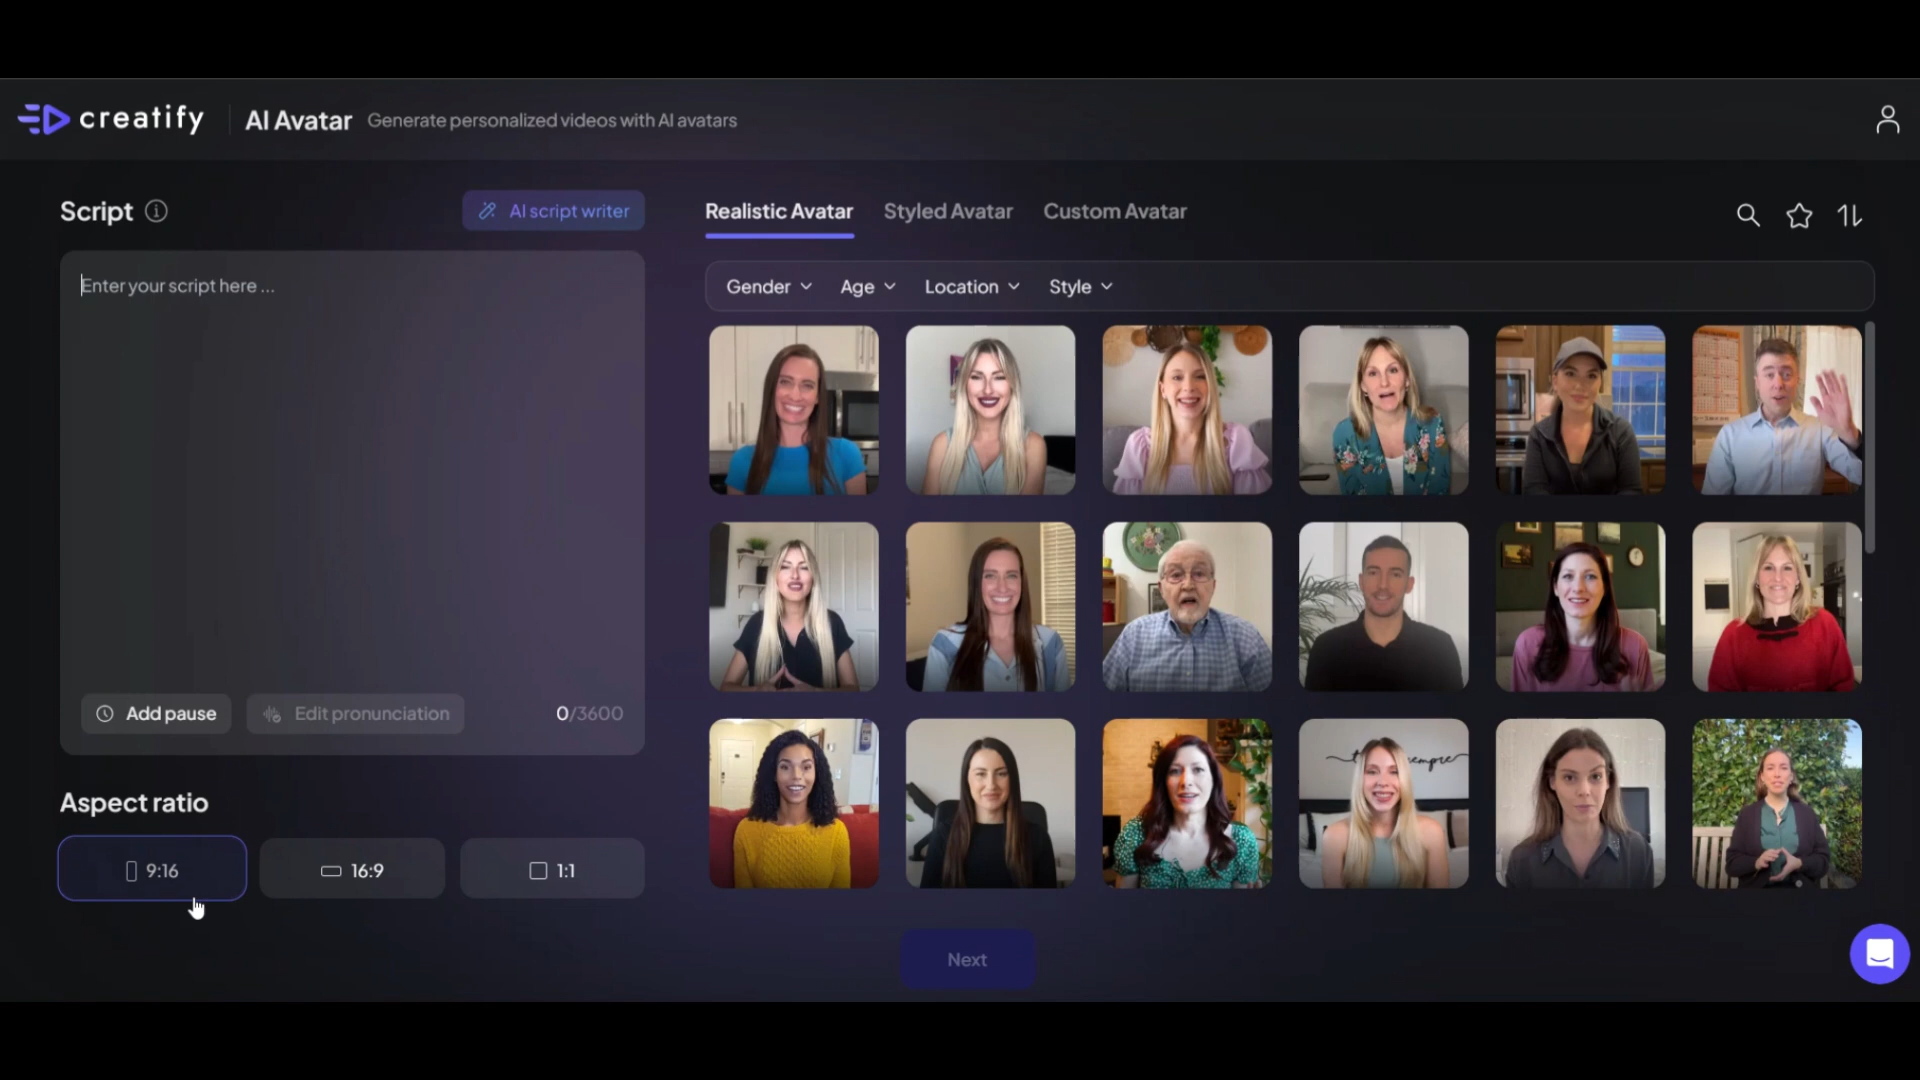 creatify
AI Avatar
Generate personalized videos with AI avatars
Script
AI script writer
Enter your script here ...
Add pause
Edit pronunciation
0/3600
Aspect ratio
9:16
16:9
1:1
Realistic Avatar
Styled Avatar
Custom Avatar
Gender
Age
Location
Style
Next